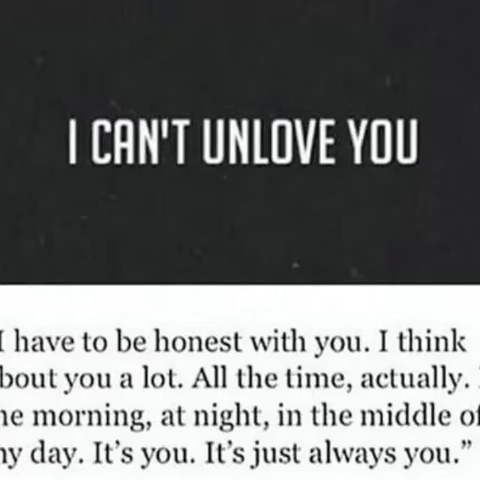 I CAN'T UNLOVE YOU
I have to be honest with you. I think
bout you a lot. All the time, actually.
he morning, at night, in the middle of
y day. It’s you. It’s just always you.”